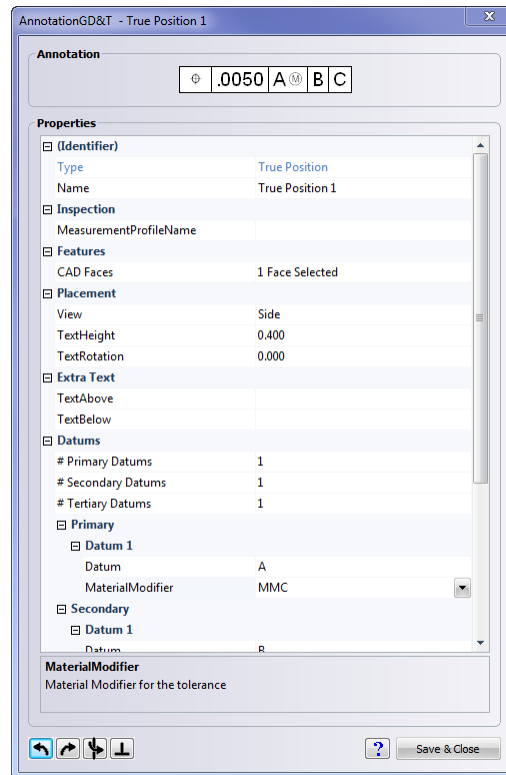 AnnotationGD&T - True Position 1
Annotation
⌖ .0050 A Ⓜ B C
Properties
(Identifier)
Type True Position
Name True Position 1
Inspection
MeasurementProfileName
Features
CAD Faces 1 Face Selected
Placement
View Side
TextHeight 0.400
TextRotation 0.000
Extra Text
TextAbove
TextBelow
Datums
# Primary Datums 1
# Secondary Datums 1
# Tertiary Datums 1
Primary
Datum 1
Datum A
MaterialModifier MMC
Secondary
Datum 1
Datum B
MaterialModifier
Material Modifier for the tolerance
? Save & Close